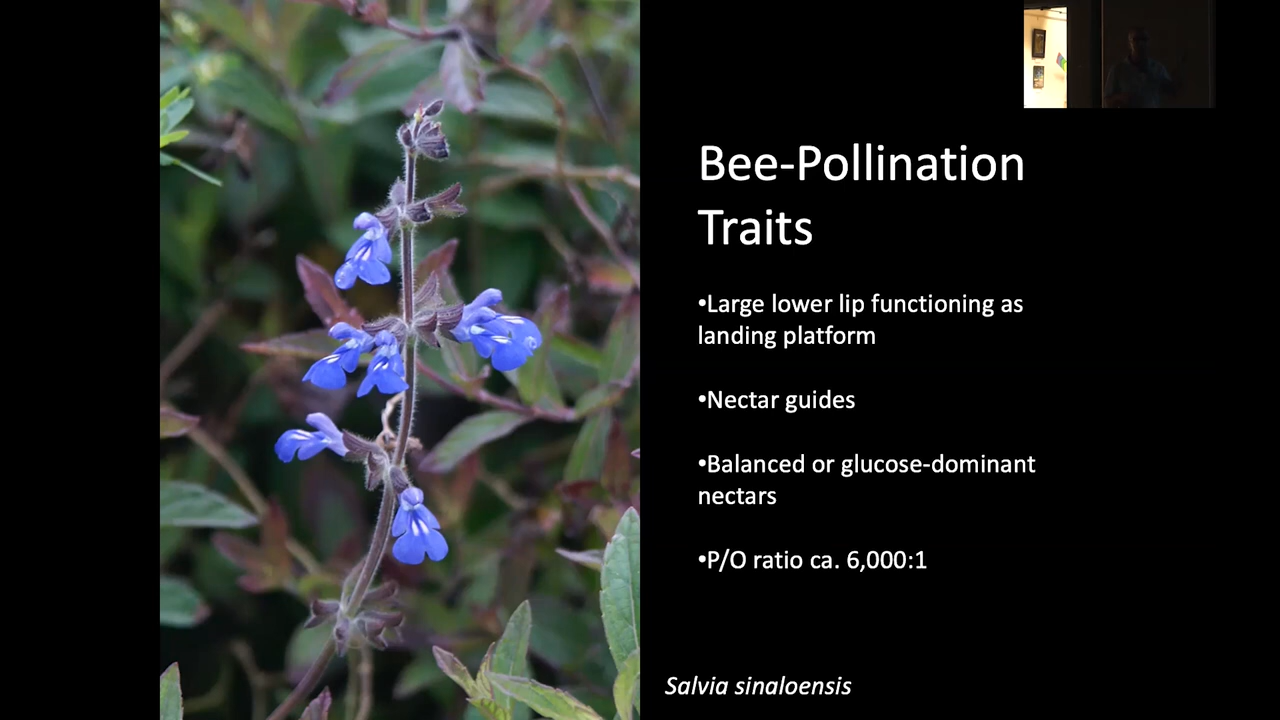 Bee-Pollination
Traits
•Large lower lip functioning as
landing platform
•Nectar guides
•Balanced or glucose-dominant
nectars
•P/O ratio ca. 6,000:1
Salvia sinaloensis